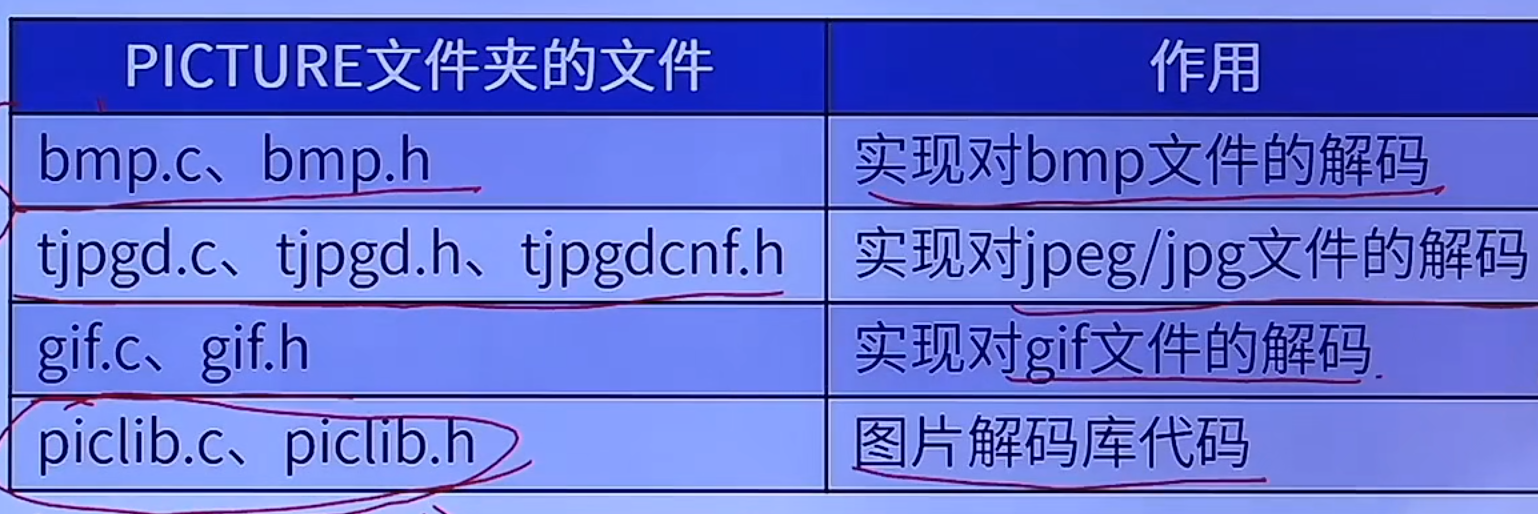 PICTURE文件夹的文件 作用
bmp.c、bmp.h 实现对bmp文件的解码
tjpgd.c、tjpgd.h、tjpgdcnf.h 实现对jpeg/jpg文件的解码
gif.c、gif.h 实现对gif文件的解码
piclib.c、piclib.h 图片解码库代码